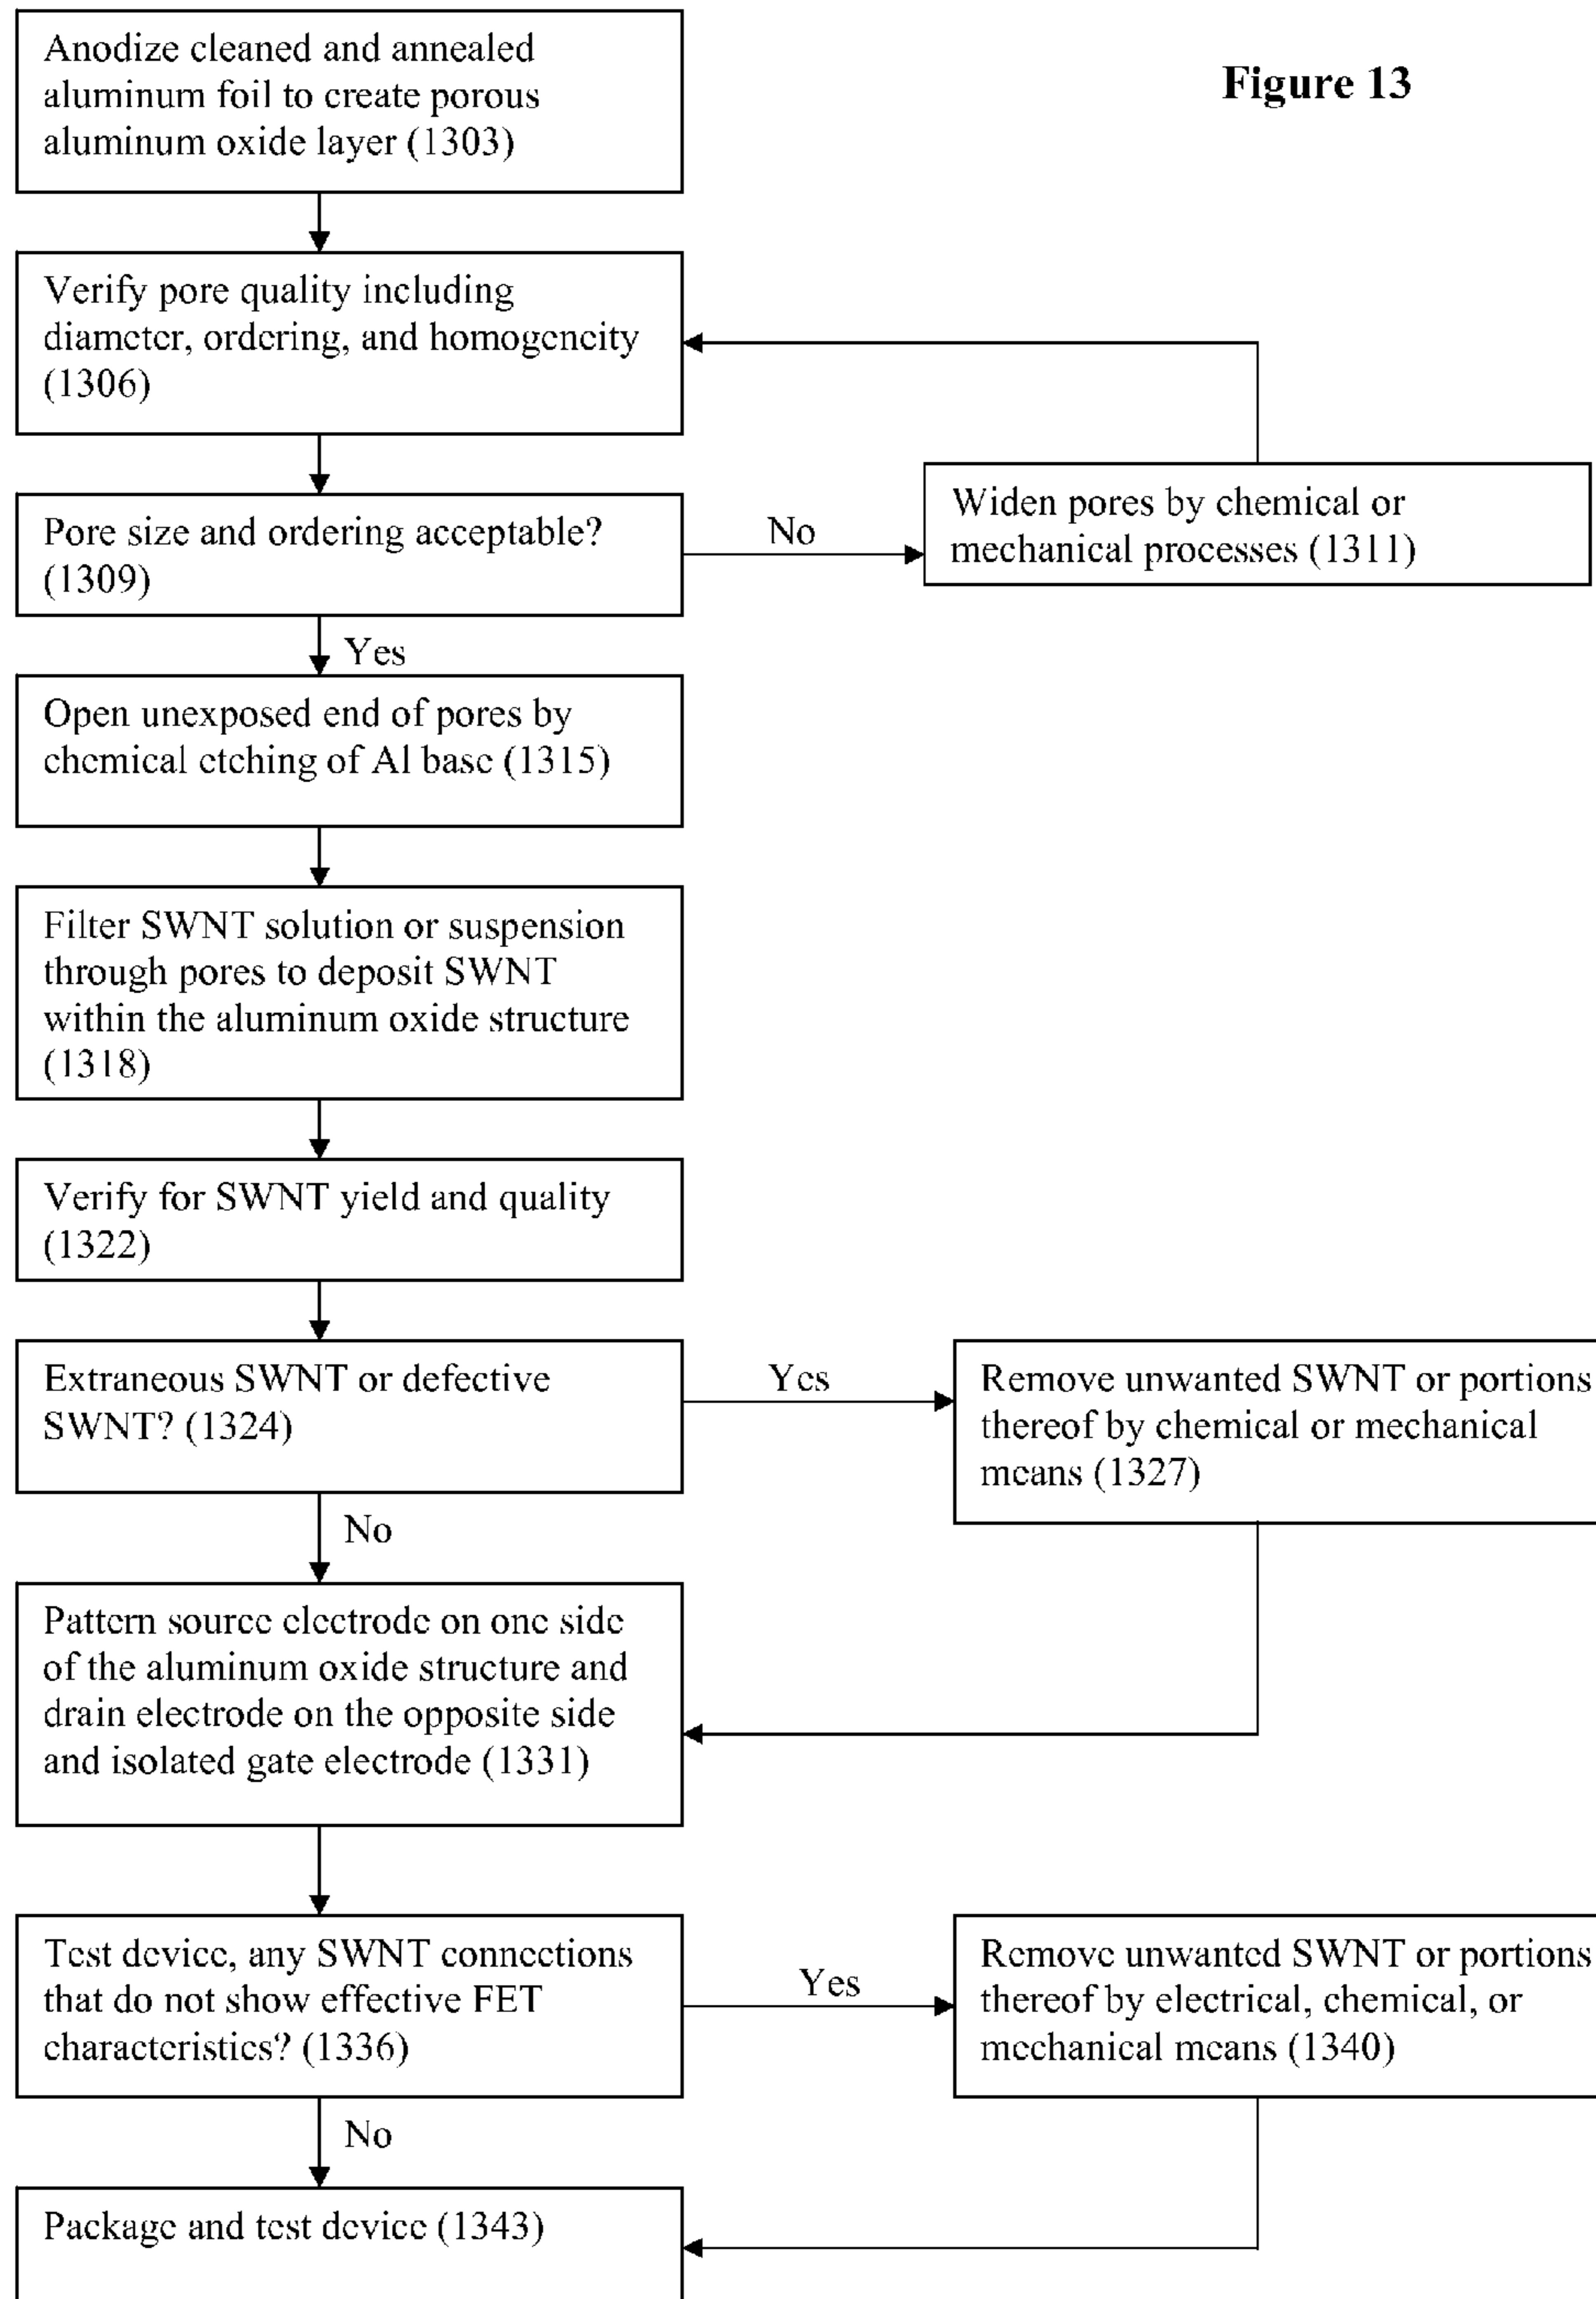 Figure 13
Anodize cleaned and annealed
aluminum foil to create porous
aluminum oxide layer (1303)
Verify pore quality including
diameter, ordering, and homogeneity
(1306)
Pore size and ordering acceptable?
(1309)
No
Widen pores by chemical or
mechanical processes (1311)
Yes
Open unexposed end of pores by
chemical etching of Al base (1315)
Filter SWNT solution or suspension
through pores to deposit SWNT
within the aluminum oxide structure
(1318)
Verify for SWNT yield and quality
(1322)
Extraneous SWNT or defective
SWNT? (1324)
Yes
Remove unwanted SWNT or portions
thereof by chemical or mechanical
means (1327)
No
Pattern source electrode on one side
of the aluminum oxide structure and
drain electrode on the opposite side
and isolated gate electrode (1331)
Test device, any SWNT connections
that do not show effective FET
characteristics? (1336)
Yes
Remove unwanted SWNT or portions
thereof by electrical, chemical, or
mechanical means (1340)
No
Package and test device (1343)